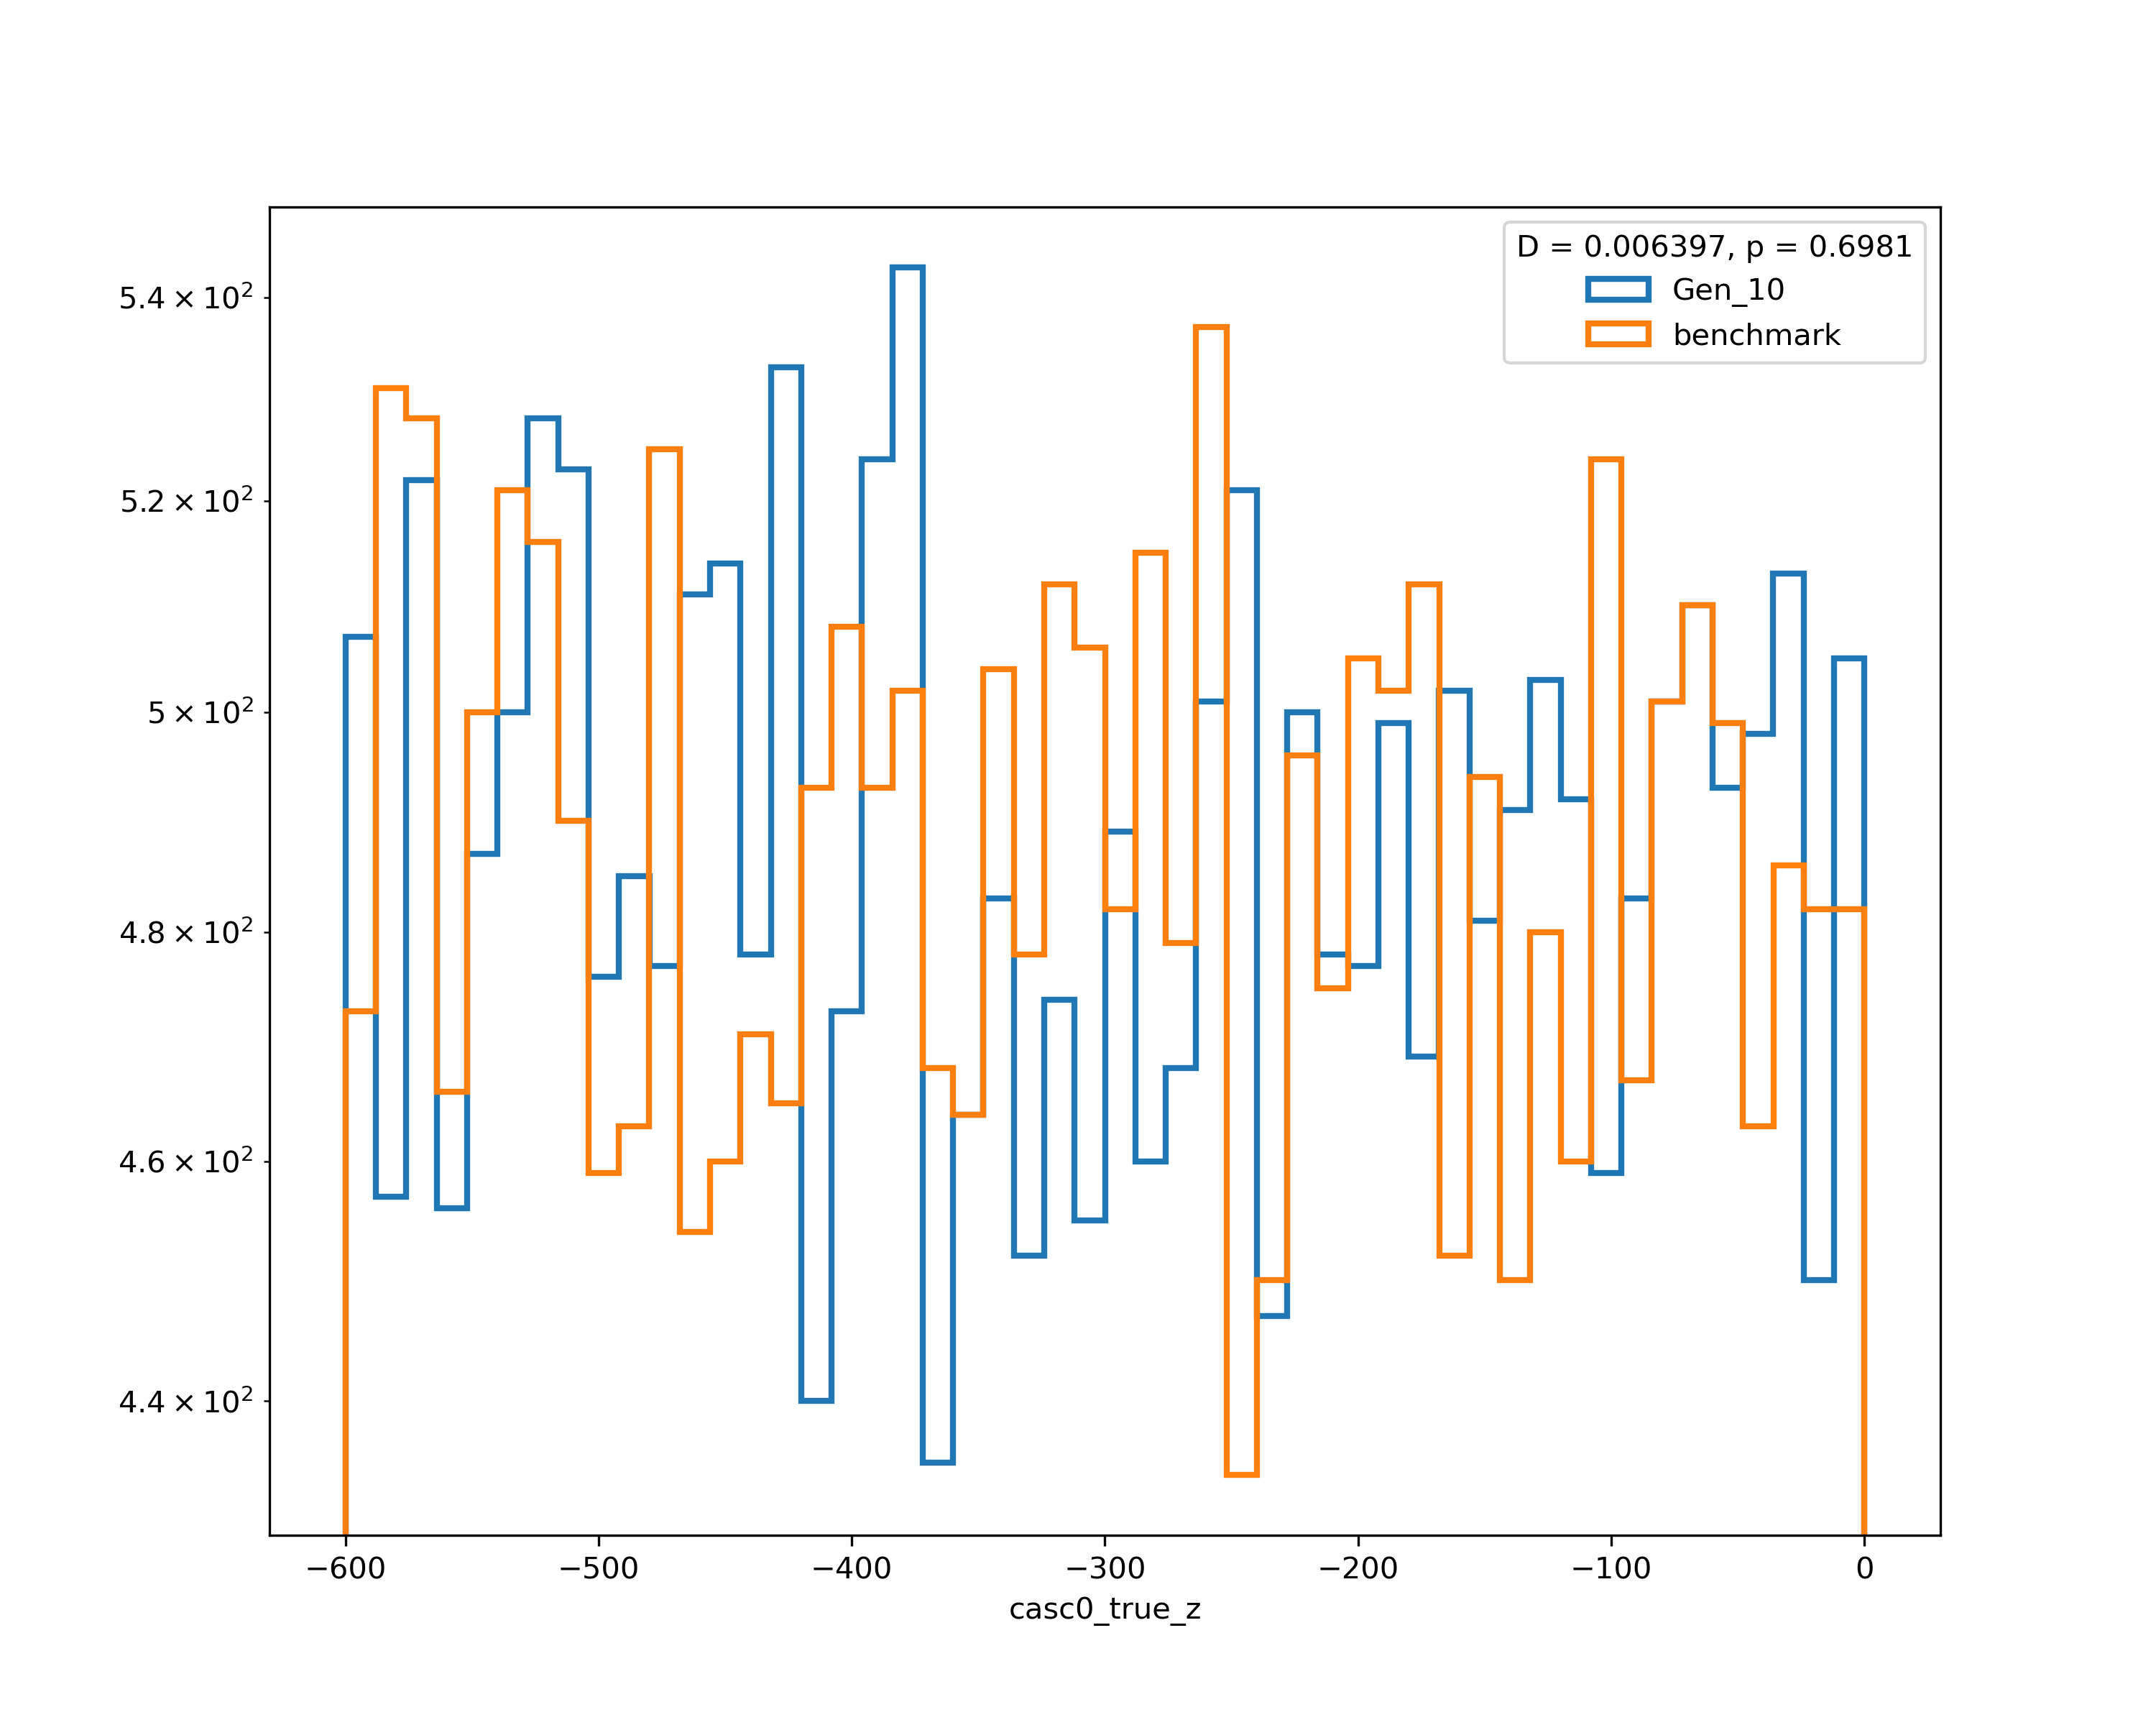 D = 0.006397, p = 0.6981
Gen_10
benchmark
5.4 × 10²
5.2 × 10²
5 × 10²
4.8 × 10²
4.6 × 10²
4.4 × 10²
−600 −500 −400 −300 −200 −100 0
casc0_true_z